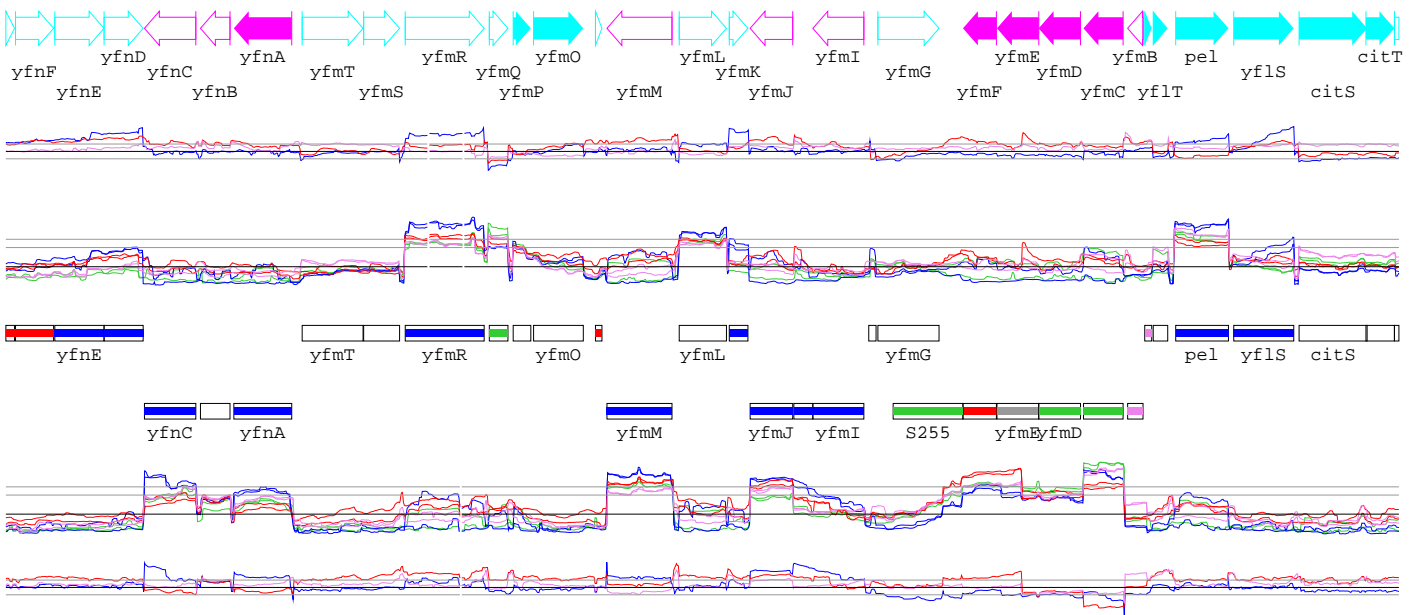 yfnD yfnA yfmR yfmO yfmL yfmI yfmE yfmB pel citT
yfnF yfnC yfmT yfmQ yfmK yfmG yfmD yflS
yfnE yfnB yfmS yfmP yfmM yfmJ yfmF yfmC yflT citS
yfnE yfmT yfmR yfmO yfmL yfmG pel yflS citS
yfnC yfnA yfmM yfmJ yfmI S255 yfmE yfmD